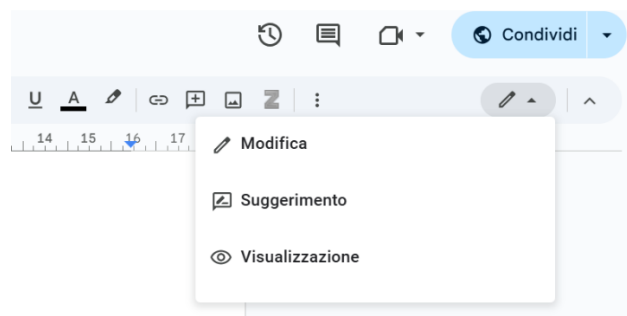 Condividi
U A Z
14 15 16 17
Modifica
Suggerimento
Visualizzazione